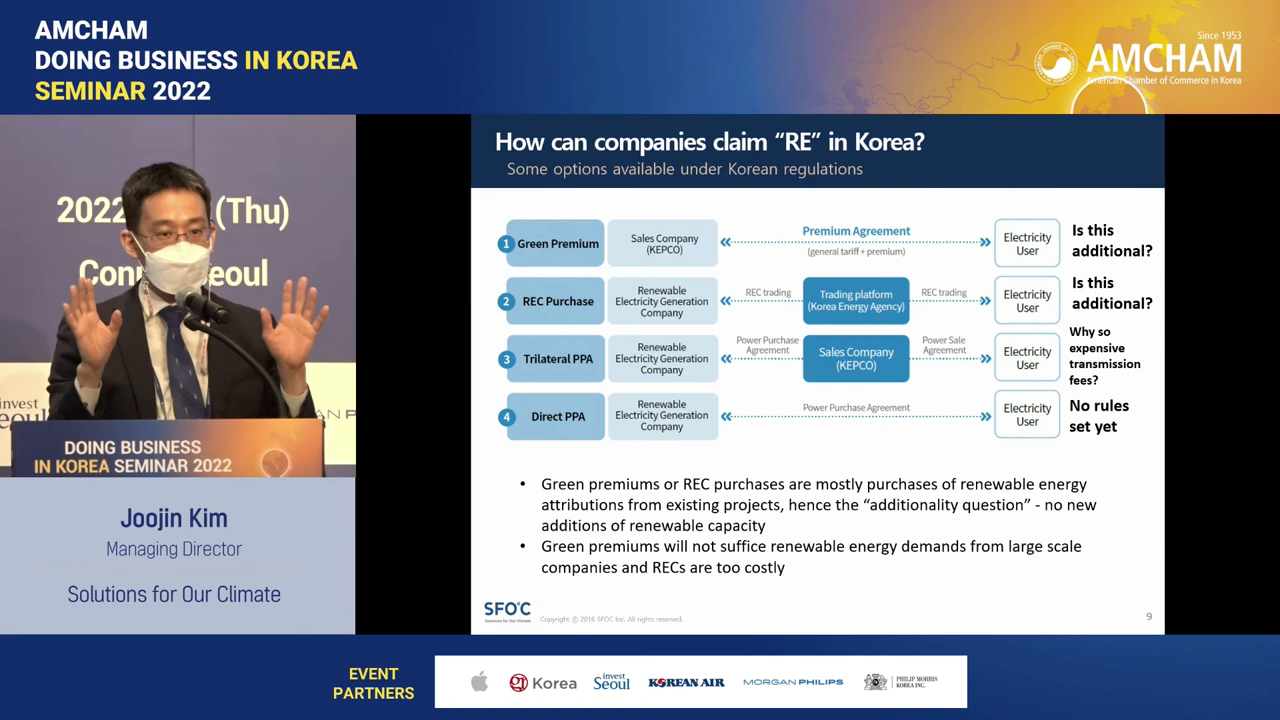 AMCHAM
DOING BUSINESS IN KOREA
SEMINAR 2022
Since 1953
AMCHAM
American Chamber of Commerce in Korea
2022 (Thu)
Seoul
invest
DOING BUSINESS
IN KOREA SEMINAR 2022
Joojin Kim
Managing Director
Solutions for Our Climate
How can companies claim “RE” in Korea?
Some options available under Korean regulations
1 Green Premium
Sales Company
(KEPCO)
Premium Agreement
(general tariff + premium)
Electricity
User
Is this
additional?
2 REC Purchase
Renewable
Electricity Generation
Company
REC trading
Trading platform
(Korea Energy Agency)
REC trading
Electricity
User
Is this
additional?
3 Trilateral PPA
Renewable
Electricity Generation
Company
Power Purchase
Agreement
Sales Company
(KEPCO)
Power Sale
Agreement
Electricity
User
Why so
expensive
transmission
fees?
4 Direct PPA
Renewable
Electricity Generation
Company
Power Purchase Agreement
Electricity
User
No rules
set yet
• Green premiums or REC purchases are mostly purchases of renewable energy
attributions from existing projects, hence the “additionality question” - no new
additions of renewable capacity
• Green premiums will not suffice renewable energy demands from large scale
companies and RECs are too costly
SFOC
Solutions for Our Climate
Copyright ⓒ 2016 SFOC Inc. All rights reserved.
9
EVENT
PARTNERS
Korea
invest
Seoul
KOREAN AIR
MORGAN PHILIPS
PHILIP MORRIS
KOREA INC.